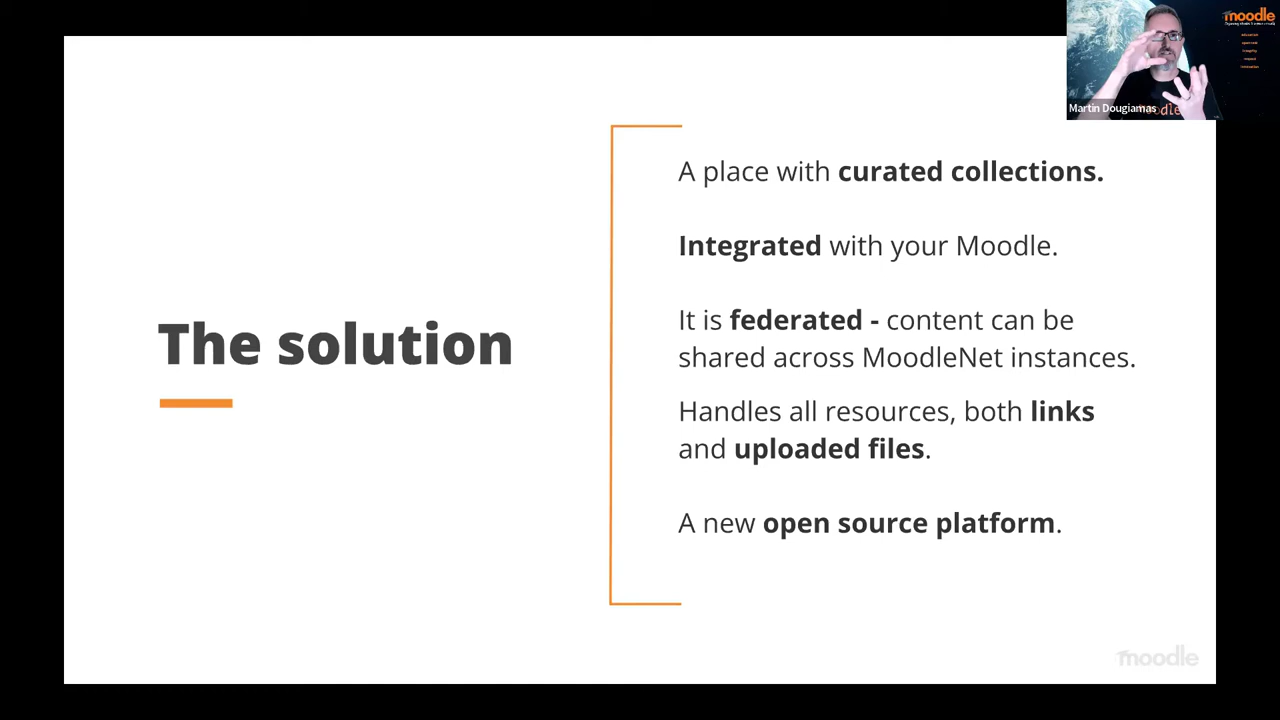 moodle
Martin Dougiamas
moodle
The solution
A place with curated collections.
Integrated with your Moodle.
It is federated - content can be
shared across MoodleNet instances.
Handles all resources, both links
and uploaded files.
A new open source platform.
moodle